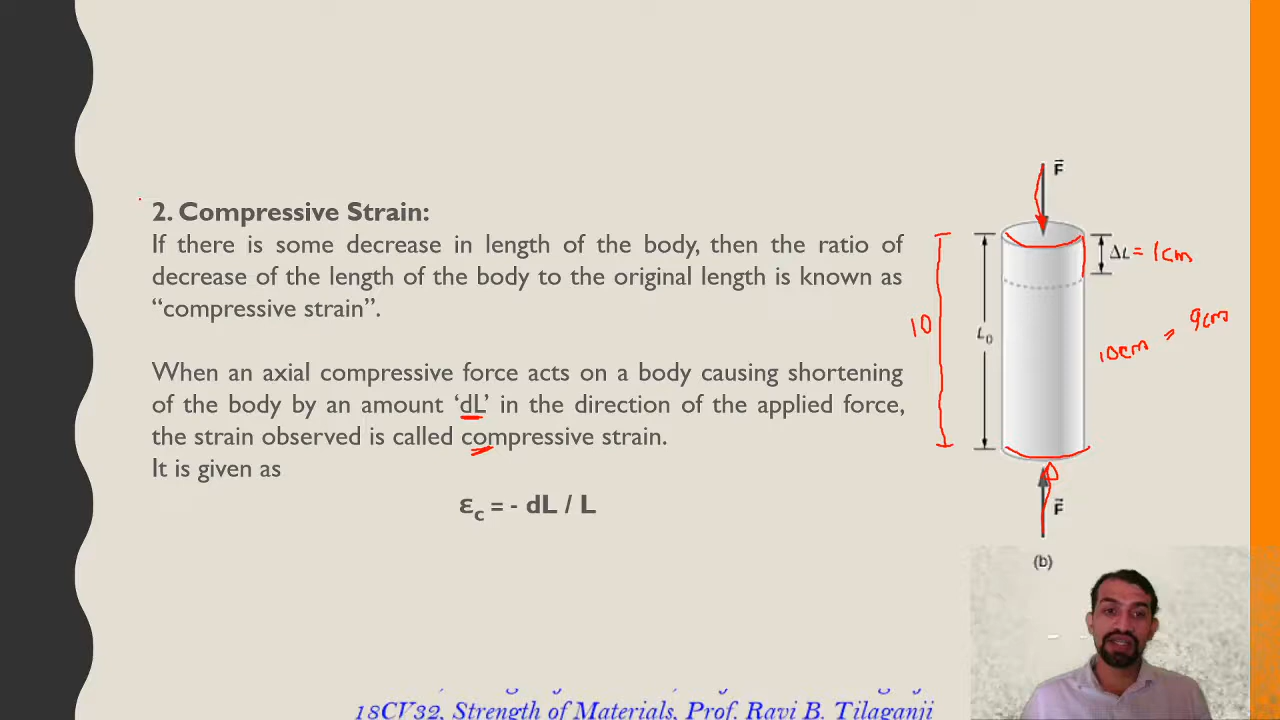 2. Compressive Strain:
If there is some decrease in length of the body, then the ratio of
decrease of the length of the body to the original length is known as
“compressive strain”.
When an axial compressive force acts on a body causing shortening
of the body by an amount ‘dL’ in the direction of the applied force,
the strain observed is called compressive strain.
It is given as
εc = - dL / L
F
ΔL = 1cm
10
L0
10cm
9cm
F
(b)
18CV32, Strength of Materials, Prof. Ravi B. Tilaganji